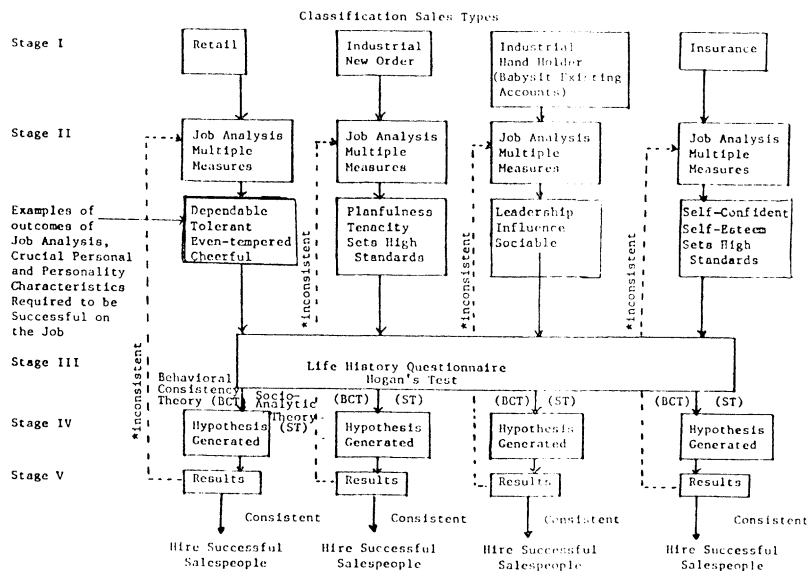 Classification Sales Types
Stage I
Retail
Industrial
New Order
Industrial
Hand Holder
(Babysit Existing
Accounts)
Insurance
Stage II
Job Analysis
Multiple
Measures
Job Analysis
Multiple
Measures
Job Analysis
Multiple
Measures
Job Analysis
Multiple
Measures
Examples of
outcomes of
Job Analysis,
Crucial Personal
and Personality
Characteristics
Required to be
Successful on
the Job
Dependable
Tolerant
Even-tempered
Cheerful
Planfulness
Tenacity
Sets High
Standards
Leadership
Influence
Sociable
Self-Confident
Self-Esteem
Sets High
Standards
*inconsistent
*inconsistent
*inconsistent
*inconsistent
Stage III
Life History Questionnaire
Hogan's Test
Behavioral
Consistency
Theory (BCT)
Socio-
Analytic
Theory
(ST)
(BCT) (ST)
(BCT) (ST)
(BCT) (ST)
Stage IV
Hypothesis
Generated
Hypothesis
Generated
Hypothesis
Generated
Hypothesis
Generated
Stage V
Results
Results
Results
Results
Consistent
Consistent
Consistent
Consistent
Hire Successful
Salespeople
Hire Successful
Salespeople
Hire Successful
Salespeople
Hire Successful
Salespeople